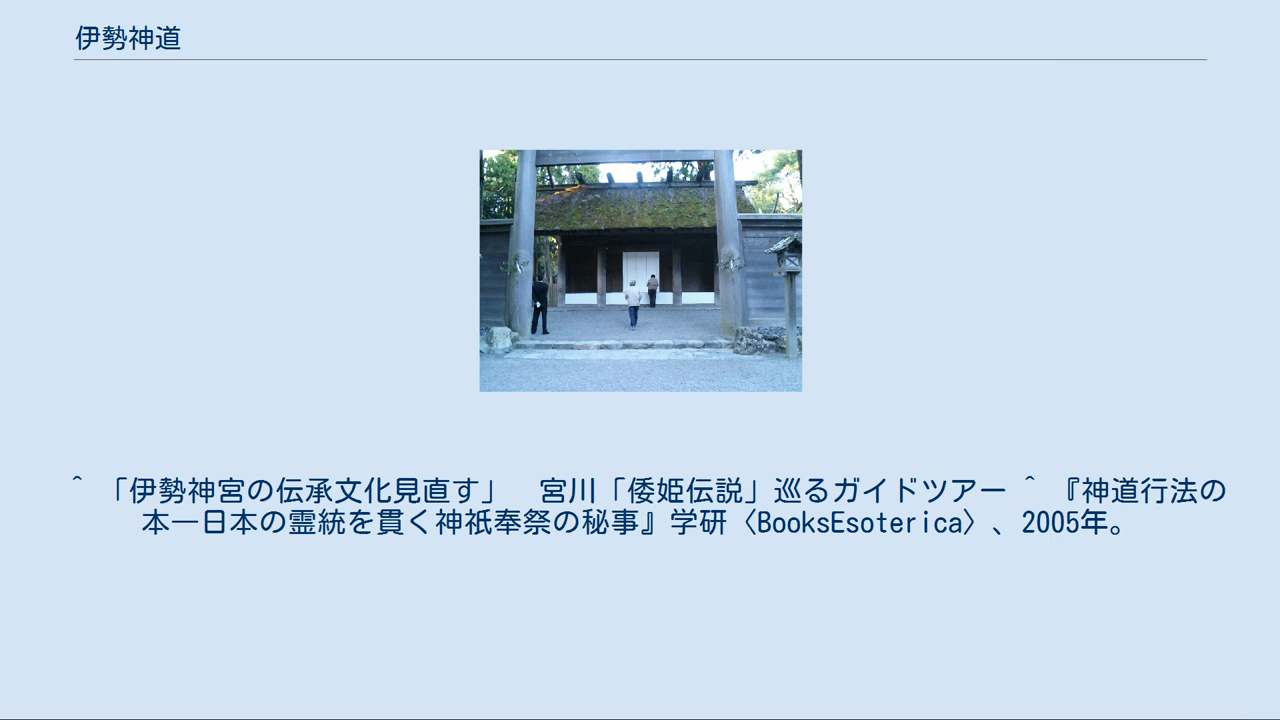 伊勢神道
^ 「伊勢神宮の伝承文化見直す」　宮川「倭姫伝説」巡るガイドツアー ^ 『神道行法の
本―日本の霊統を貫く神祇奉祭の秘事』学研〈BooksEsoterica〉、2005年。